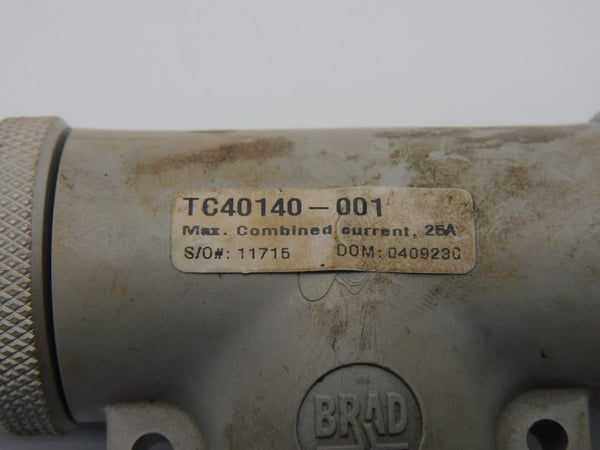 TC40140-001
Max. Combined current, 25A
S/O#: 11715 DOM: 040923C
BRAD